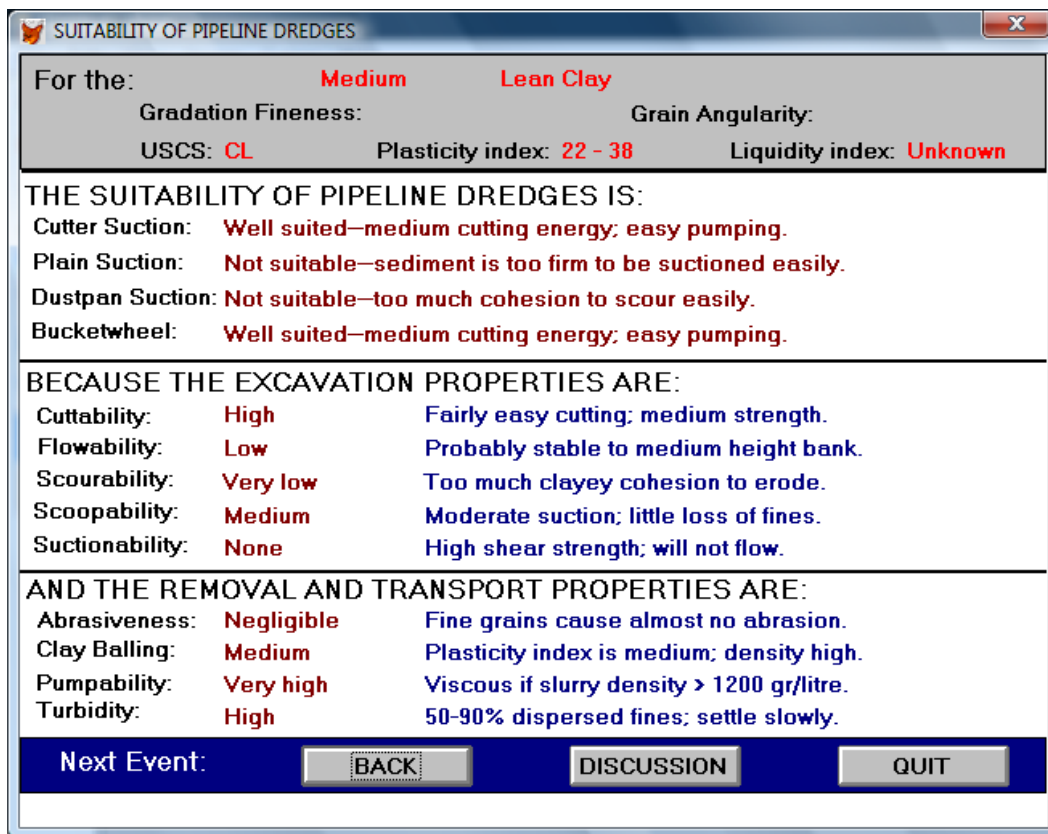 SUITABILITY OF PIPELINE DREDGES
For the: Medium Lean Clay
Gradation Fineness: Grain Angularity:
USCS: CL Plasticity index: 22 - 38 Liquidity index: Unknown
THE SUITABILITY OF PIPELINE DREDGES IS:
Cutter Suction: Well suited—medium cutting energy; easy pumping.
Plain Suction: Not suitable—sediment is too firm to be suctioned easily.
Dustpan Suction: Not suitable—too much cohesion to scour easily.
Bucketwheel: Well suited—medium cutting energy; easy pumping.
BECAUSE THE EXCAVATION PROPERTIES ARE:
Cuttability: High Fairly easy cutting; medium strength.
Flowability: Low Probably stable to medium height bank.
Scourability: Very low Too much clayey cohesion to erode.
Scoopability: Medium Moderate suction; little loss of fines.
Suctionability: None High shear strength; will not flow.
AND THE REMOVAL AND TRANSPORT PROPERTIES ARE:
Abrasiveness: Negligible Fine grains cause almost no abrasion.
Clay Balling: Medium Plasticity index is medium; density high.
Pumpability: Very high Viscous if slurry density > 1200 gr/litre.
Turbidity: High 50-90% dispersed fines; settle slowly.
Next Event: BACK DISCUSSION QUIT